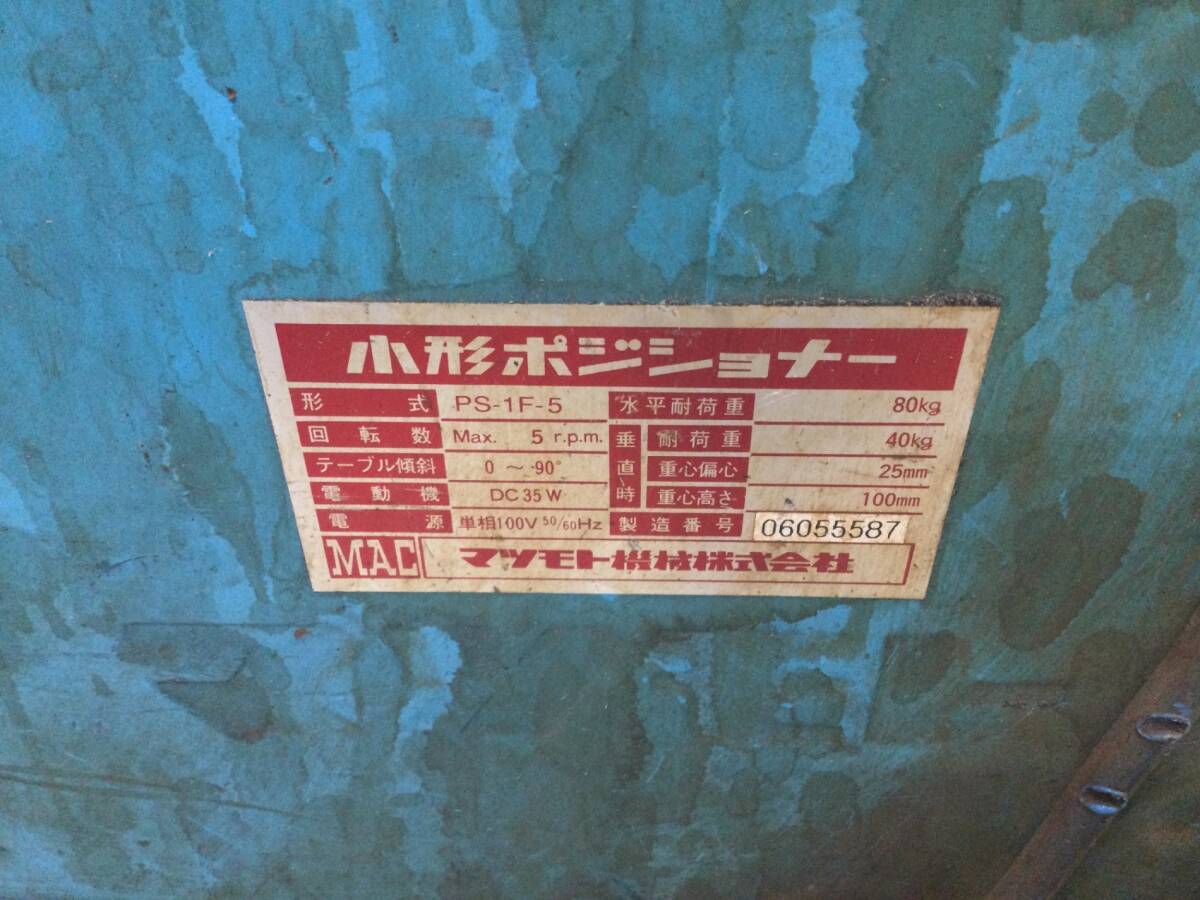 小形ポジショナー
形式 PS-1F-5 水平耐荷重 80kg
回転数 Max. 5 r.p.m. 垂直時 耐荷重 40kg
テーブル傾斜 0 ～ 90° 重心偏心 25mm
電動機 DC 35 W 重心高さ 100mm
電源 単相100V 50/60Hz 製造番号 06055587
MAC マツモト機械株式会社